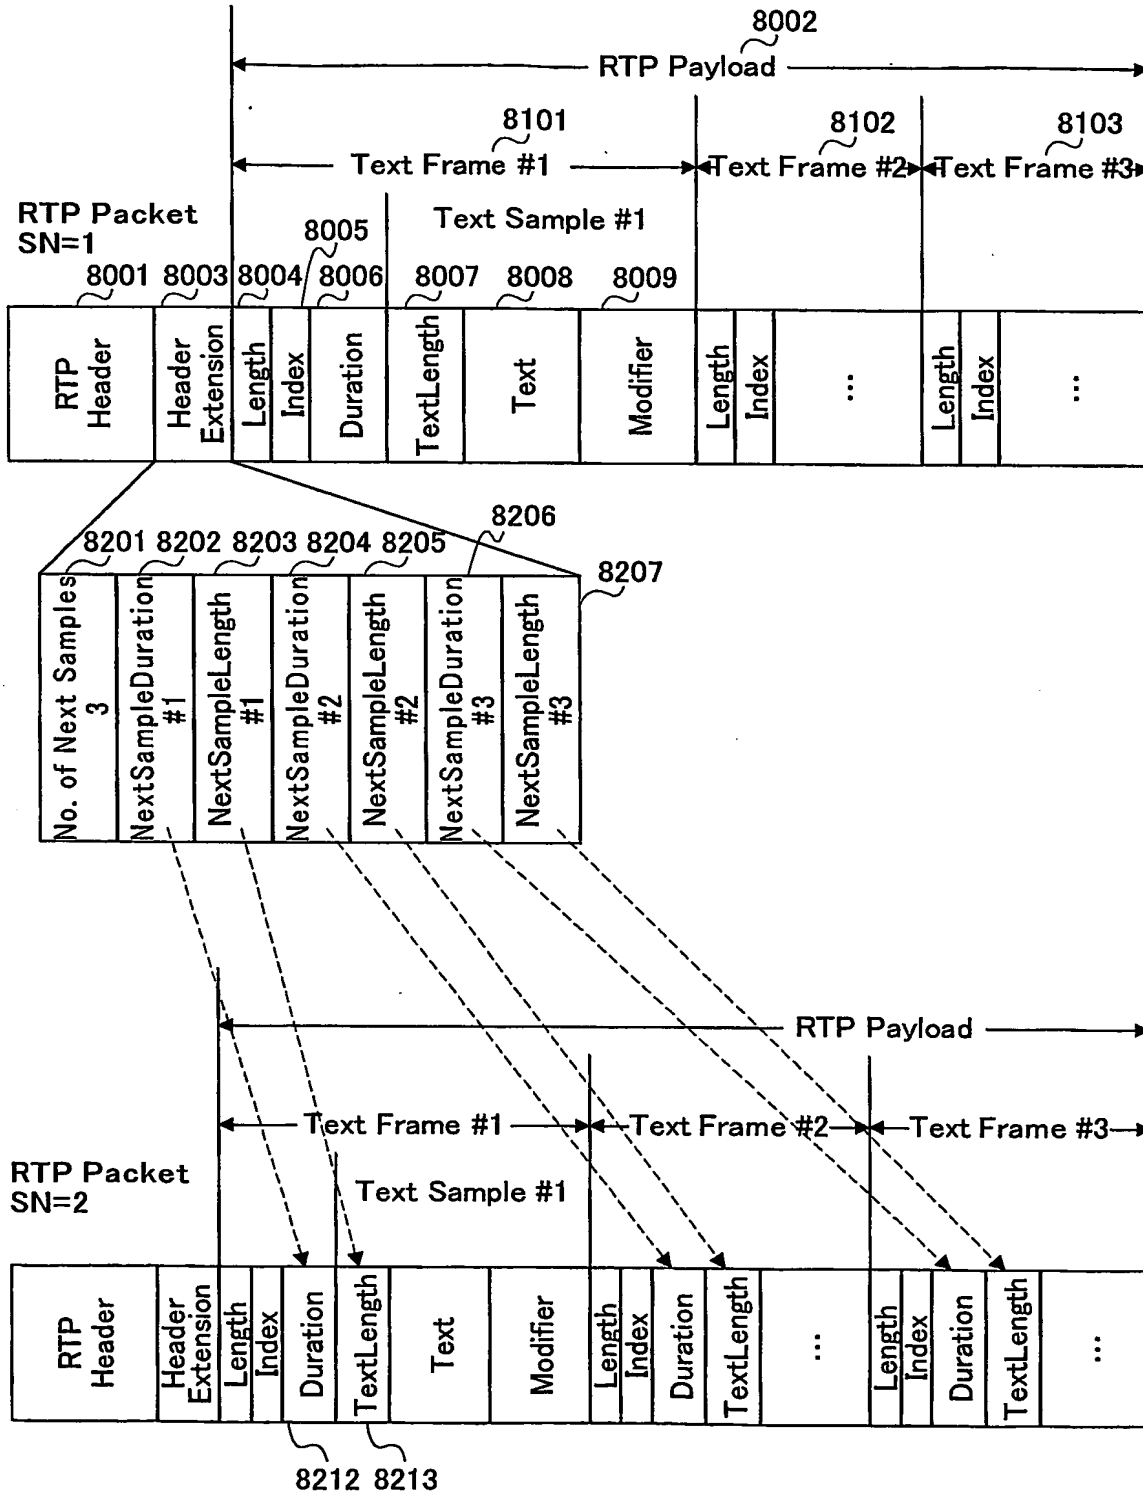 8002
RTP Payload
8101
8102
8103
Text Frame #1
Text Frame #2
Text Frame #3
RTP Packet
SN=1
Text Sample #1
8005
8001
8003
8004
8006
8007
8008
8009
RTP
Header
Header
Extension
Length
Index
Duration
TextLength
Text
Modifier
Length
Index
...
Length
Index
...
8206
8201
8202
8203
8204
8205
8207
No. of Next Samples
3
NextSampleDuration
#1
NextSampleLength
#1
NextSampleDuration
#2
NextSampleLength
#2
NextSampleDuration
#3
NextSampleLength
#3
RTP Payload
Text Frame #1
Text Frame #2
Text Frame #3
RTP Packet
SN=2
Text Sample #1
RTP
Header
Header
Extension
Length
Index
Duration
TextLength
Text
Modifier
Length
Index
Duration
TextLength
...
Length
Index
Duration
TextLength
...
8212
8213